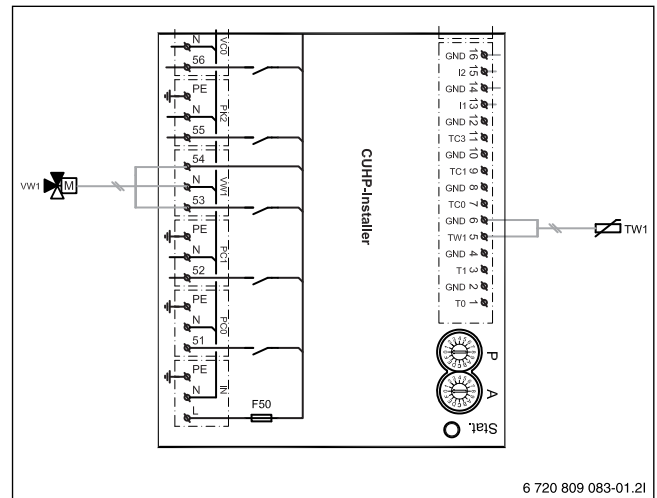 N
VC0
56
PE
N
PK2
55
54
N
VW1
53
PE
N
PC1
52
PE
N
PC0
51
PE
N
IN
L
F50
VW1
M
CUHP-Installer
GND 16
I2 15
GND 14
I1 13
GND 12
TC3 11
GND 10
TC1 9
GND 8
TC0 7
GND 6
TW1 5
GND 4
T1 3
GND 2
T0 1
TW1
P
A
Stat.
6 720 809 083-01.2I